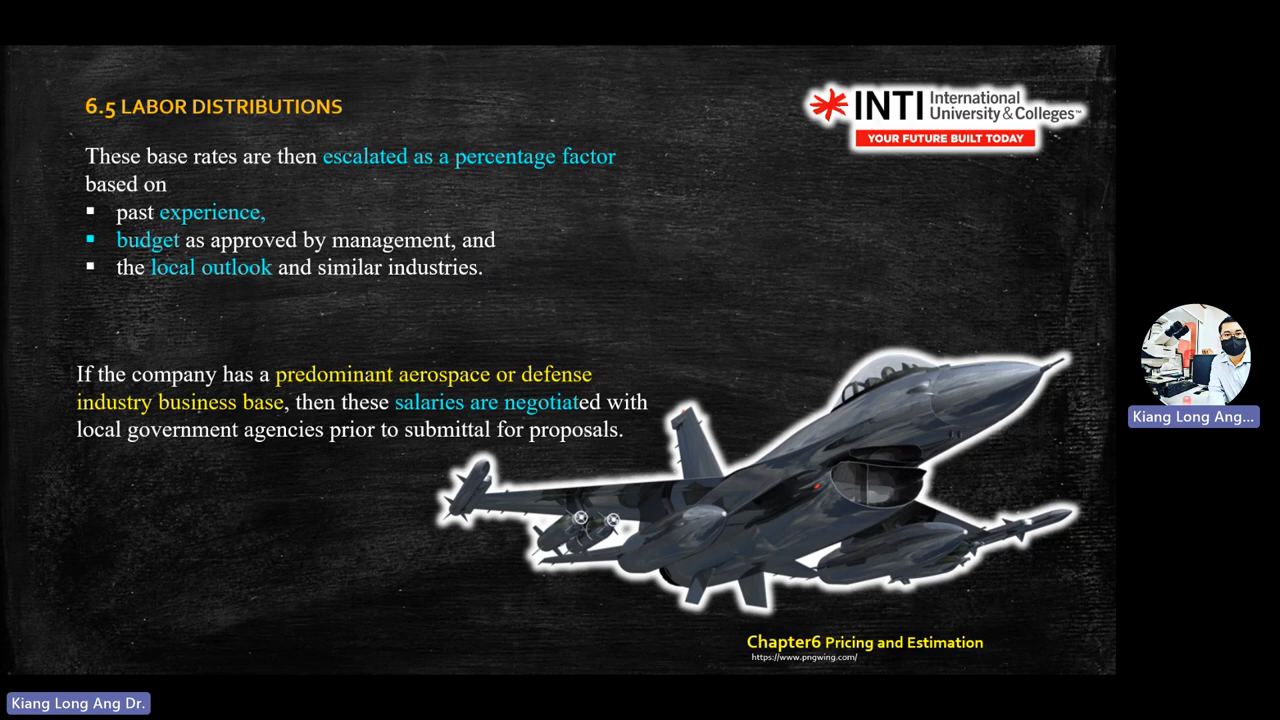 6.5 LABOR DISTRIBUTIONS
INTI International
University & Colleges™
YOUR FUTURE BUILT TODAY
These base rates are then escalated as a percentage factor
based on
▪ past experience,
▪ budget as approved by management, and
▪ the local outlook and similar industries.
If the company has a predominant aerospace or defense
industry business base, then these salaries are negotiated with
local government agencies prior to submittal for proposals.
Kiang Long Ang...
Chapter6 Pricing and Estimation
https://www.pngwing.com/
Kiang Long Ang Dr.